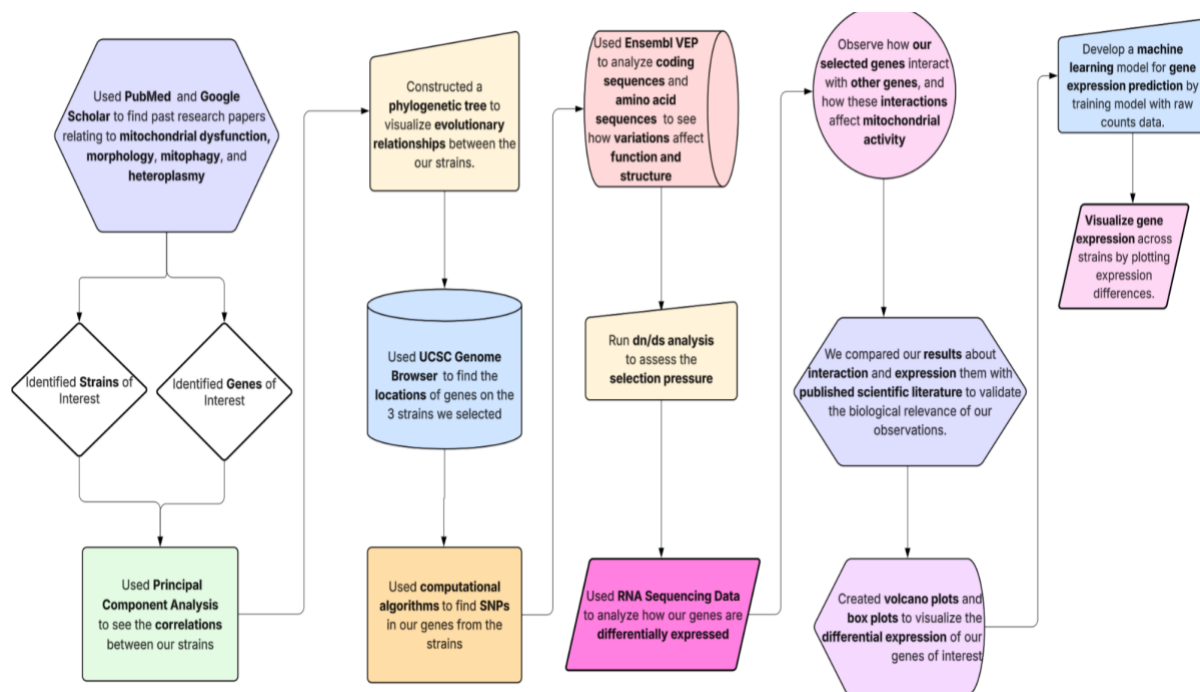 Used PubMed and Google
Scholar to find past research papers
relating to mitochondrial dysfunction,
morphology, mitophagy, and
heteroplasmy
Identified Strains of
Interest
Identified Genes of
Interest
Used Principal
Component Analysis
to see the correlations
between our strains
Constructed a
phylogenetic tree to
visualize evolutionary
relationships between the
our strains.
Used UCSC Genome
Browser to find the
locations of genes on the
3 strains we selected
Used computational
algorithms to find SNPs
in our genes from the
strains
Used Ensembl VEP
to analyze coding
sequences and
amino acid
sequences to see
how variations affect
function and
structure
Run dn/ds analysis
to assess the
selection pressure
Used RNA Sequencing Data
to analyze how our genes are
differentially expressed
Observe how our
selected genes interact
with other genes, and
how these interactions
affect mitochondrial
activity
We compared our results about
interaction and expression them with
published scientific literature to validate
the biological relevance of our
observations.
Created volcano plots and
box plots to visualize the
differential expression of our
genes of interest
Develop a machine
learning model for gene
expression prediction by
training model with raw
counts data.
Visualize gene
expression across
strains by plotting
expression
differences.